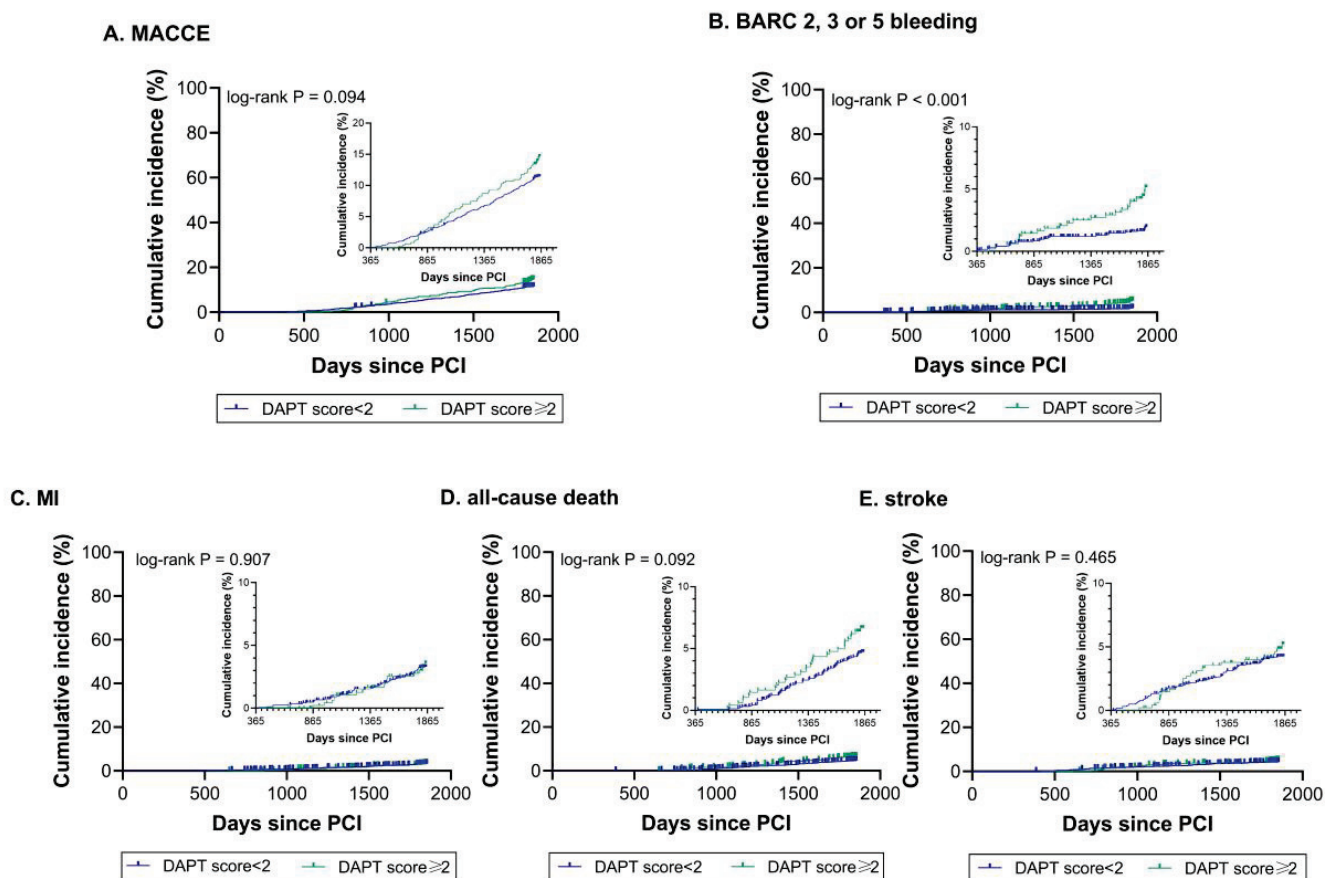 A. MACCE
log-rank P = 0.094
Cumulative incidence (%)
100
80
60
40
20
0
0 500 1000 1500 2000
Days since PCI
Cumulative incidence (%)
20
15
10
5
0
365 865 1365 1865
Days since PCI
DAPT score<2 DAPT score≥2
B. BARC 2, 3 or 5 bleeding
log-rank P < 0.001
Cumulative incidence (%)
100
80
60
40
20
0
0 500 1000 1500 2000
Days since PCI
Cumulative incidence (%)
10
5
0
365 865 1365 1865
Days since PCI
DAPT score<2 DAPT score≥2
C. MI
log-rank P = 0.907
Cumulative incidence (%)
100
80
60
40
20
0
0 500 1000 1500 2000
Days since PCI
Cumulative incidence (%)
10
5
0
365 865 1365 1865
Days since PCI
DAPT score<2 DAPT score≥2
D. all-cause death
log-rank P = 0.092
Cumulative incidence (%)
100
80
60
40
20
0
0 500 1000 1500 2000
Days since PCI
Cumulative incidence (%)
10
5
0
365 865 1365 1865
Days since PCI
DAPT score<2 DAPT score≥2
E. stroke
log-rank P = 0.465
Cumulative incidence (%)
100
80
60
40
20
0
0 500 1000 1500 2000
Days since PCI
Cumulative incidence (%)
10
5
0
365 865 1365 1865
Days since PCI
DAPT score<2 DAPT score≥2